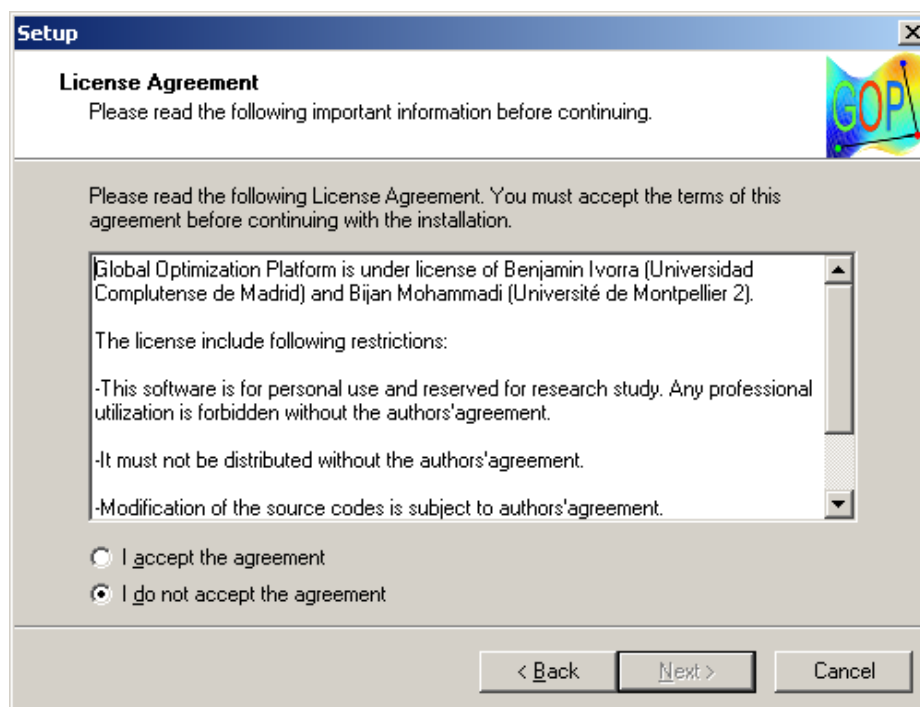 Setup
License Agreement
Please read the following important information before continuing.
GOP
Please read the following License Agreement. You must accept the terms of this
agreement before continuing with the installation.
Global Optimization Platform is under license of Benjamin Ivorra (Universidad
Complutense de Madrid) and Bijan Mohammadi (Université de Montpellier 2).
The license include following restrictions:
-This software is for personal use and reserved for research study. Any professional
utilization is forbidden without the authors'agreement.
-It must not be distributed without the authors'agreement.
-Modification of the source codes is subject to authors'agreement.
I accept the agreement
I do not accept the agreement
< Back
Next >
Cancel